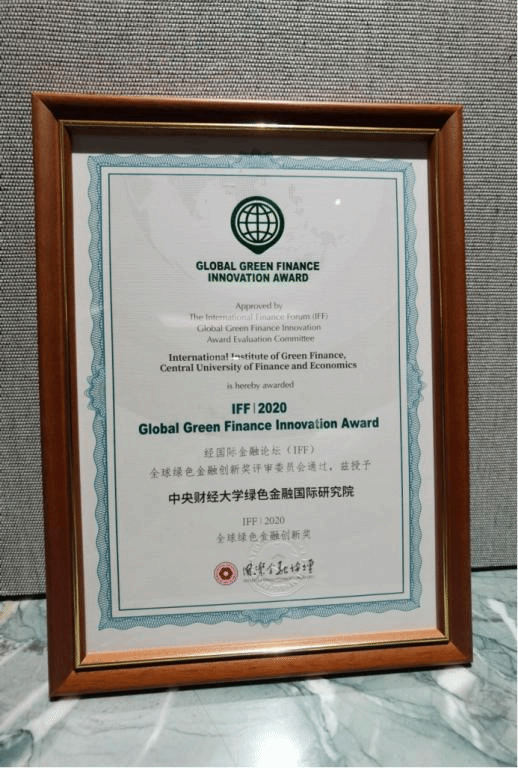 GLOBAL GREEN FINANCE
INNOVATION AWARD
Approved by
The International Finance Forum (IFF)
Global Green Finance Innovation
Award Evaluation Committee
International Institute of Green Finance,
Central University of Finance and Economics
is hereby awarded
IFF | 2020
Global Green Finance Innovation Award
经国际金融论坛（IFF）
全球绿色金融创新奖评审委员会通过，兹授予
中央财经大学绿色金融国际研究院
IFF | 2020
全球绿色金融创新奖
國際金融论壇